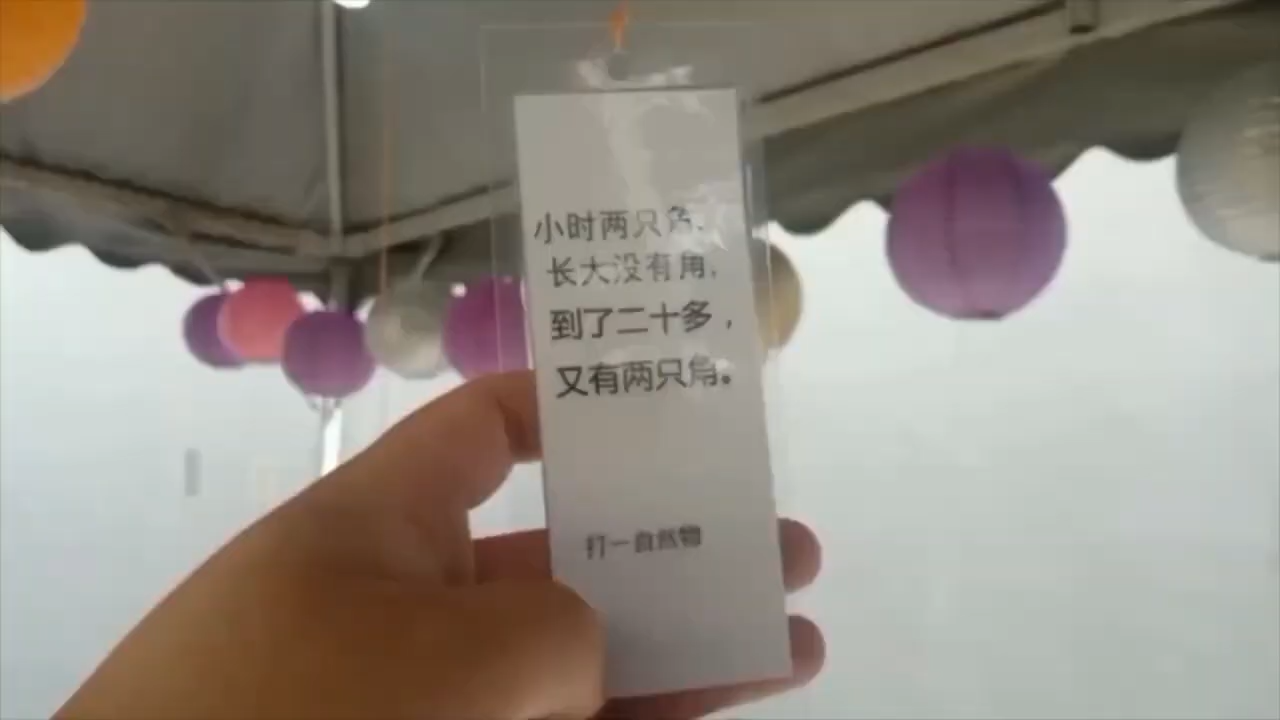 小时两只角，
长大没有角，
到了二十多，
又有两只角。
打一自然物